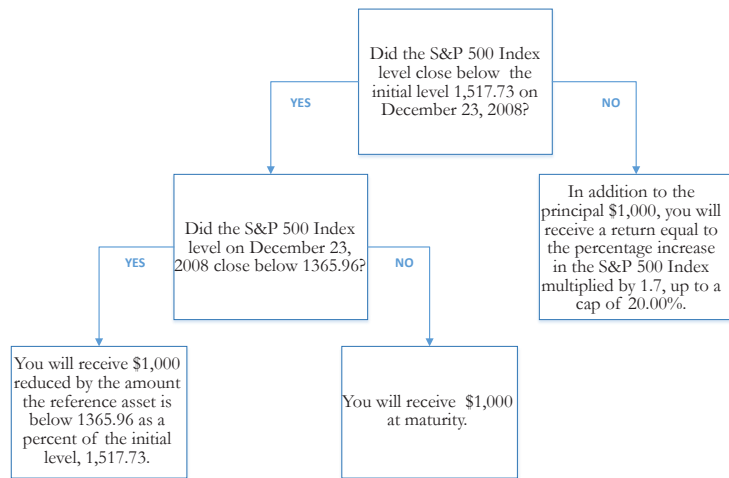 Did the S&P 500 Index
level close below the
initial level 1,517.73 on
December 23, 2008?
YES
NO
Did the S&P 500 Index
level on December 23,
2008 close below 1365.96?
In addition to the
principal $1,000, you will
receive a return equal to
the percentage increase
in the S&P 500 Index
multiplied by 1.7, up to a
cap of 20.00%.
YES
NO
You will receive $1,000
reduced by the amount
the reference asset is
below 1365.96 as a
percent of the initial
level, 1,517.73.
You will receive $1,000
at maturity.